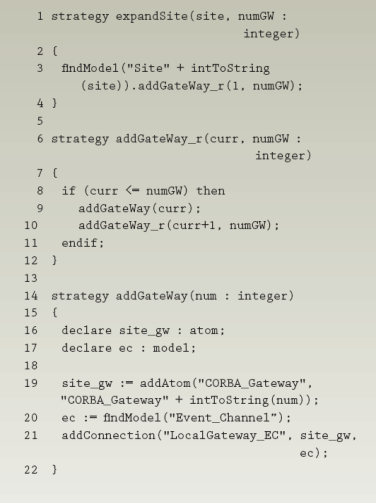 1 strategy expandSite(site, numGW :
integer)
2 {
3 findModel("Site" + intToString
(site)).addGateWay_r(1, numGW);
4 }
5
6 strategy addGateWay_r(curr, numGW :
integer)
7 {
8 if (curr <= numGW) then
9 addGateWay(curr);
10 addGateWay_r(curr+1, numGW);
11 endif;
12 }
13
14 strategy addGateWay(num : integer)
15 {
16 declare site_gw : atom;
17 declare ec : model;
18
19 site_gw := addAtom("CORBA_Gateway",
"CORBA_Gateway" + intToString(num));
20 ec := findModel("Event_Channel");
21 addConnection("LocalGateway_EC", site_gw,
ec);
22 }